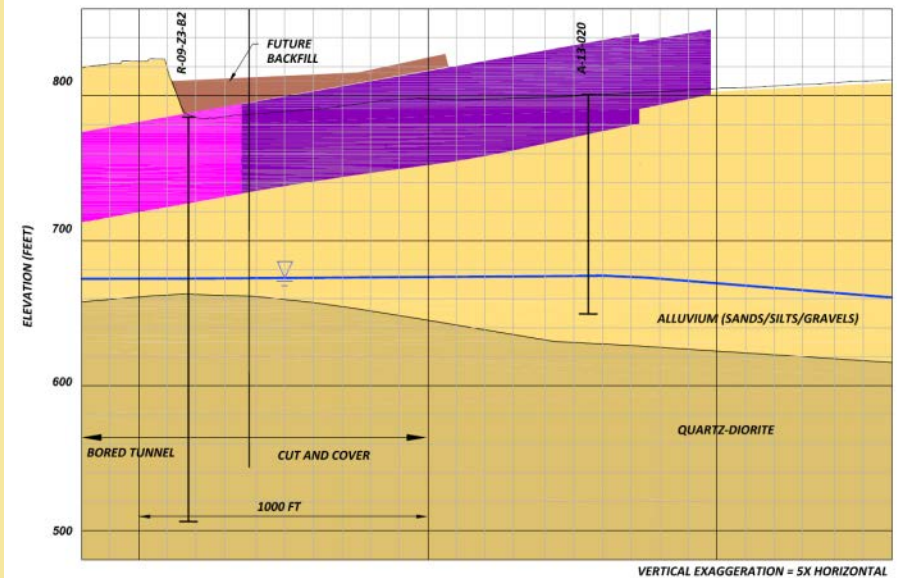 R-09-Z3-B2
FUTURE
BACKFILL
A-13-020
800
700
600
500
ELEVATION (FEET)
ALLUVIUM (SANDS/SILTS/GRAVELS)
QUARTZ-DIORITE
BORED TUNNEL
CUT AND COVER
1000 FT
VERTICAL EXAGGERATION = 5X HORIZONTAL